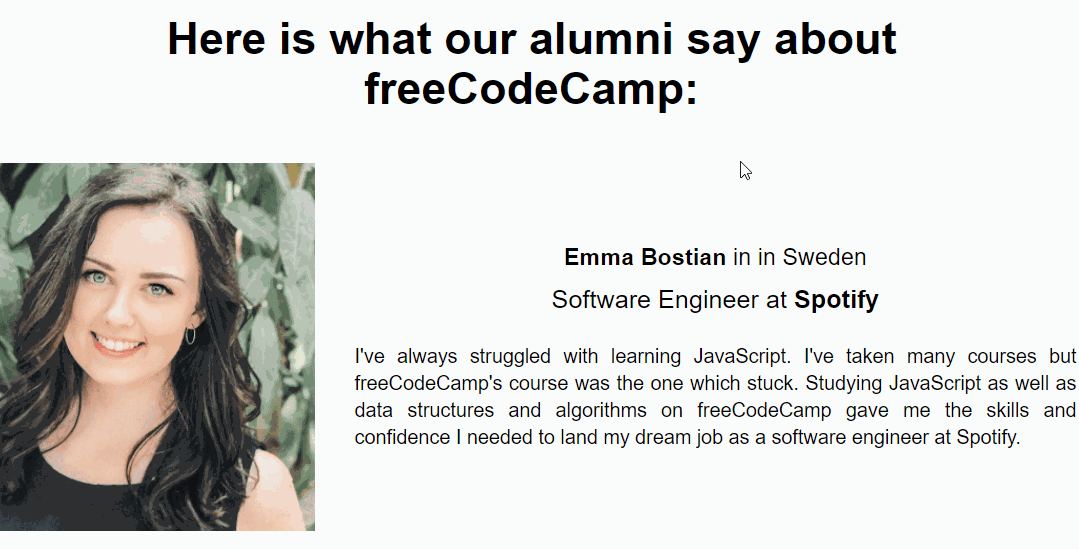 Here is what our alumni say about
freeCodeCamp:
Emma Bostian in in Sweden
Software Engineer at Spotify
I've always struggled with learning JavaScript. I've taken many courses but
freeCodeCamp's course was the one which stuck. Studying JavaScript as well as
data structures and algorithms on freeCodeCamp gave me the skills and
confidence I needed to land my dream job as a software engineer at Spotify.